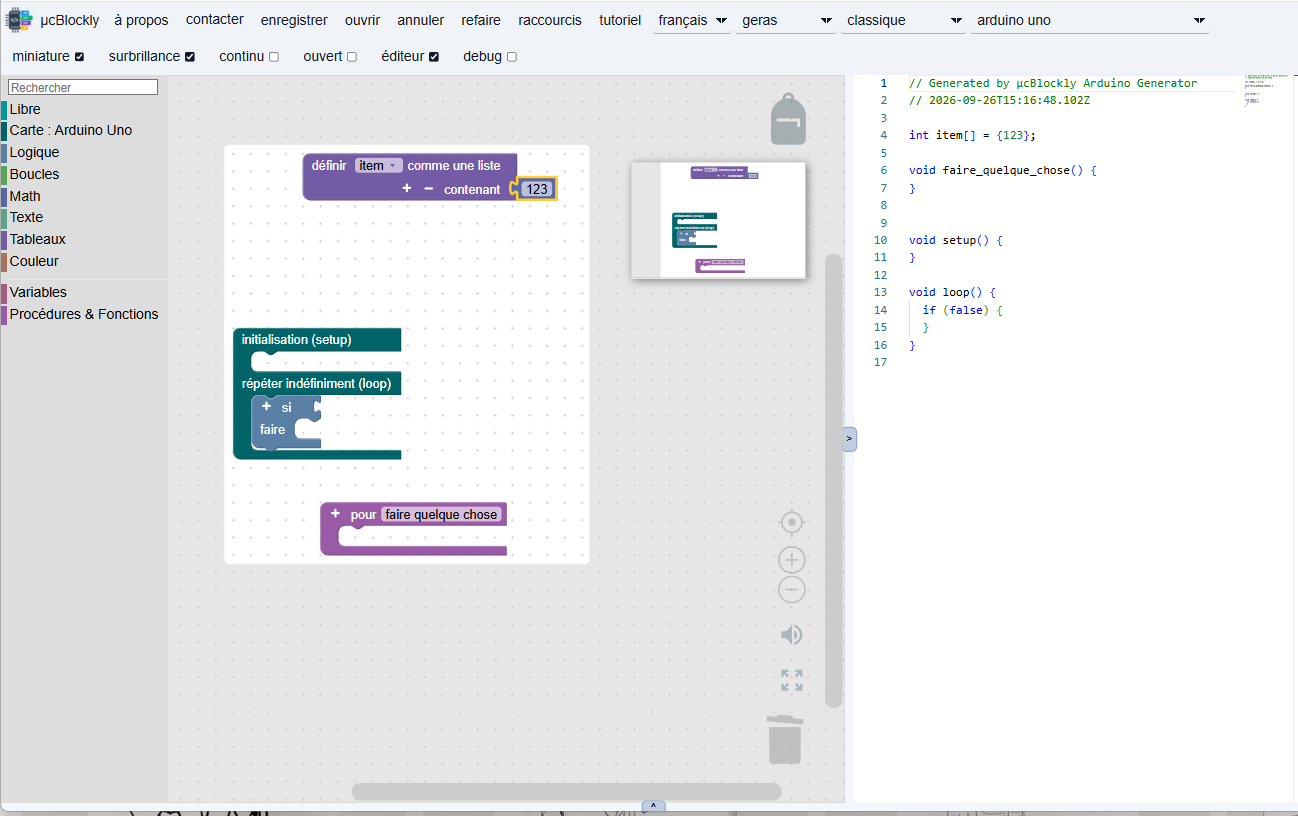 µcBlockly à propos contacter enregistrer ouvrir annuler refaire raccourcis tutoriel français geras classique arduino uno
miniature surbrillance continu ouvert éditeur debug
Rechercher
Libre
Carte : Arduino Uno
Logique
Boucles
Math
Texte
Tableaux
Couleur
Variables
Procédures & Fonctions
définir item comme une liste
+ − contenant 123
initialisation (setup)
répéter indéfiniment (loop)
+ si
faire
+ pour faire quelque chose
>
^
1 // Generated by µcBlockly Arduino Generator
2 // 2026-09-26T15:16:48.102Z
3
4 int item[] = {123};
5
6 void faire_quelque_chose() {
7 }
8
9
10 void setup() {
11 }
12
13 void loop() {
14 if (false) {
15 }
16 }
17